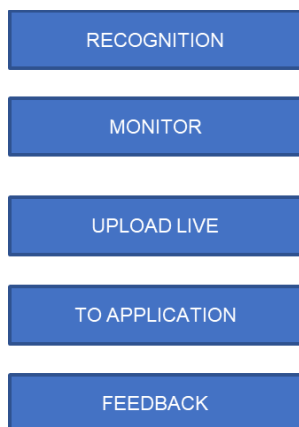 RECOGNITION
MONITOR
UPLOAD LIVE
TO APPLICATION
FEEDBACK